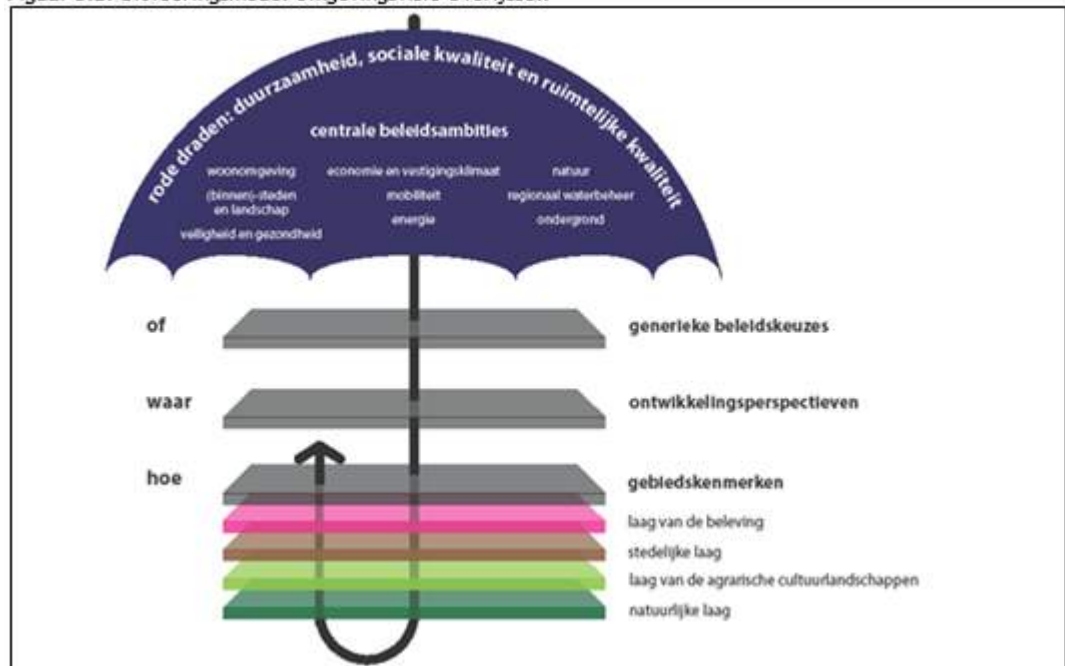 rode draden: duurzaamheid, sociale kwaliteit en ruimtelijke kwaliteit
centrale beleidsambities
woonomgeving
(binnen)-steden
en landschap
veiligheid en gezondheid
economie en vestigingsklimaat
mobiliteit
energie
natuur
regionaal waterbeheer
ondergrond
of
generieke beleidskeuzes
waar
ontwikkelingsperspectieven
hoe
gebiedskenmerken
laag van de beleving
stedelijke laag
laag van de agrarische cultuurlandschappen
natuurlijke laag